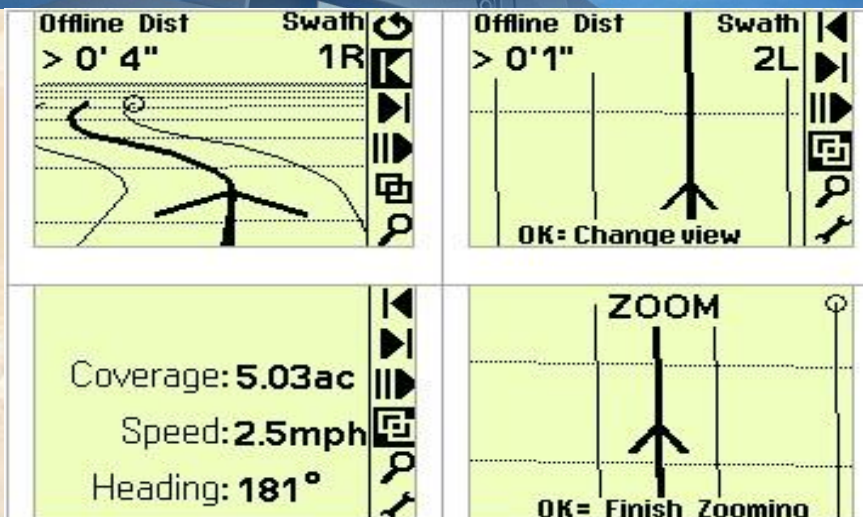 Offline Dist Swath
> 0' 4" 1R
Offline Dist Swath
> 0'1" 2L
OK= Change view
Coverage: 5.03ac
Speed: 2.5mph
Heading: 181°
ZOOM
OK= Finish Zooming